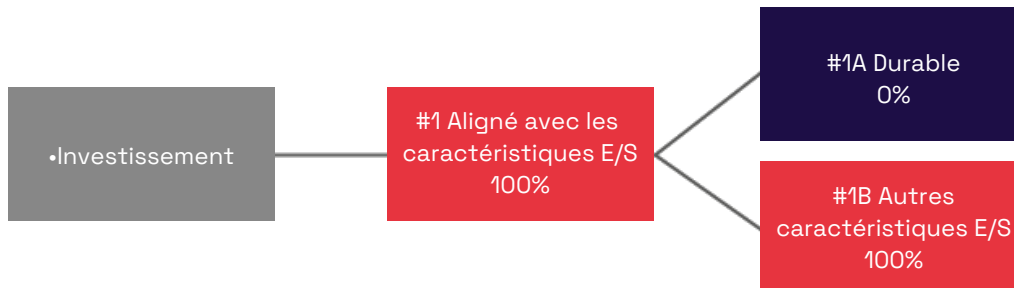 •Investissement
#1 Aligné avec les
caractéristiques E/S
100%
#1A Durable
0%
#1B Autres
caractéristiques E/S
100%